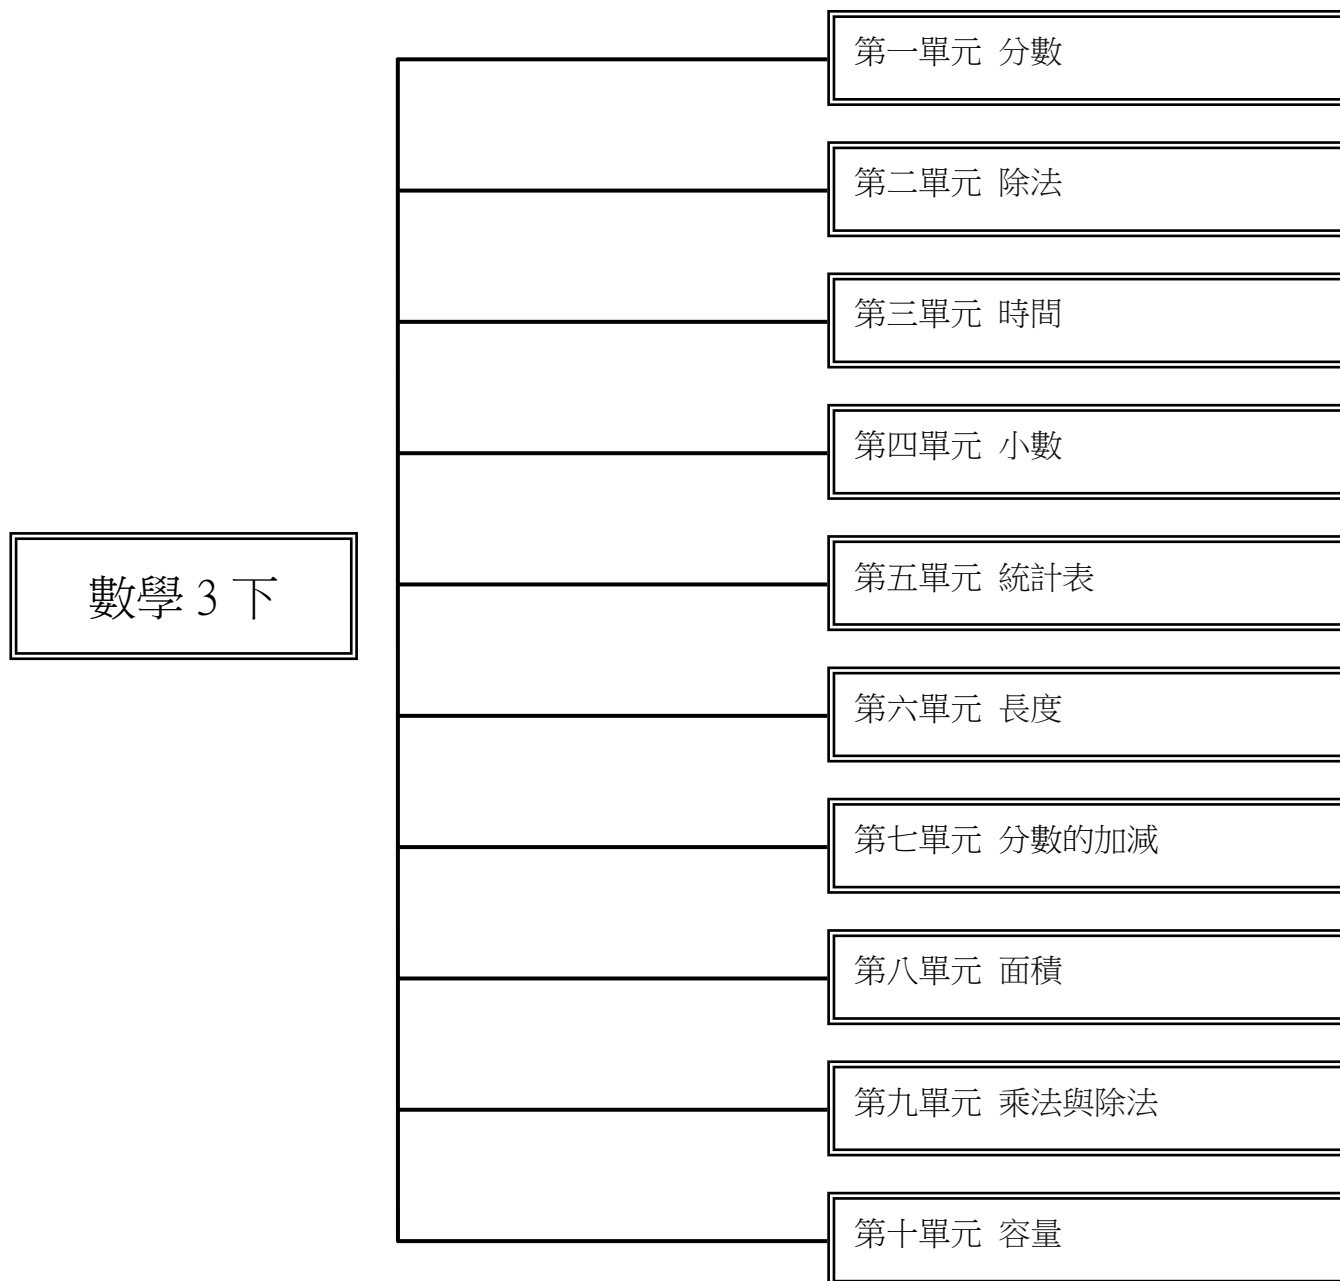 第一單元 分數
第二單元 除法
第三單元 時間
第四單元 小數
第五單元 統計表
數學 3 下
第六單元 長度
第七單元 分數的加減
第八單元 面積
第九單元 乘法與除法
第十單元 容量